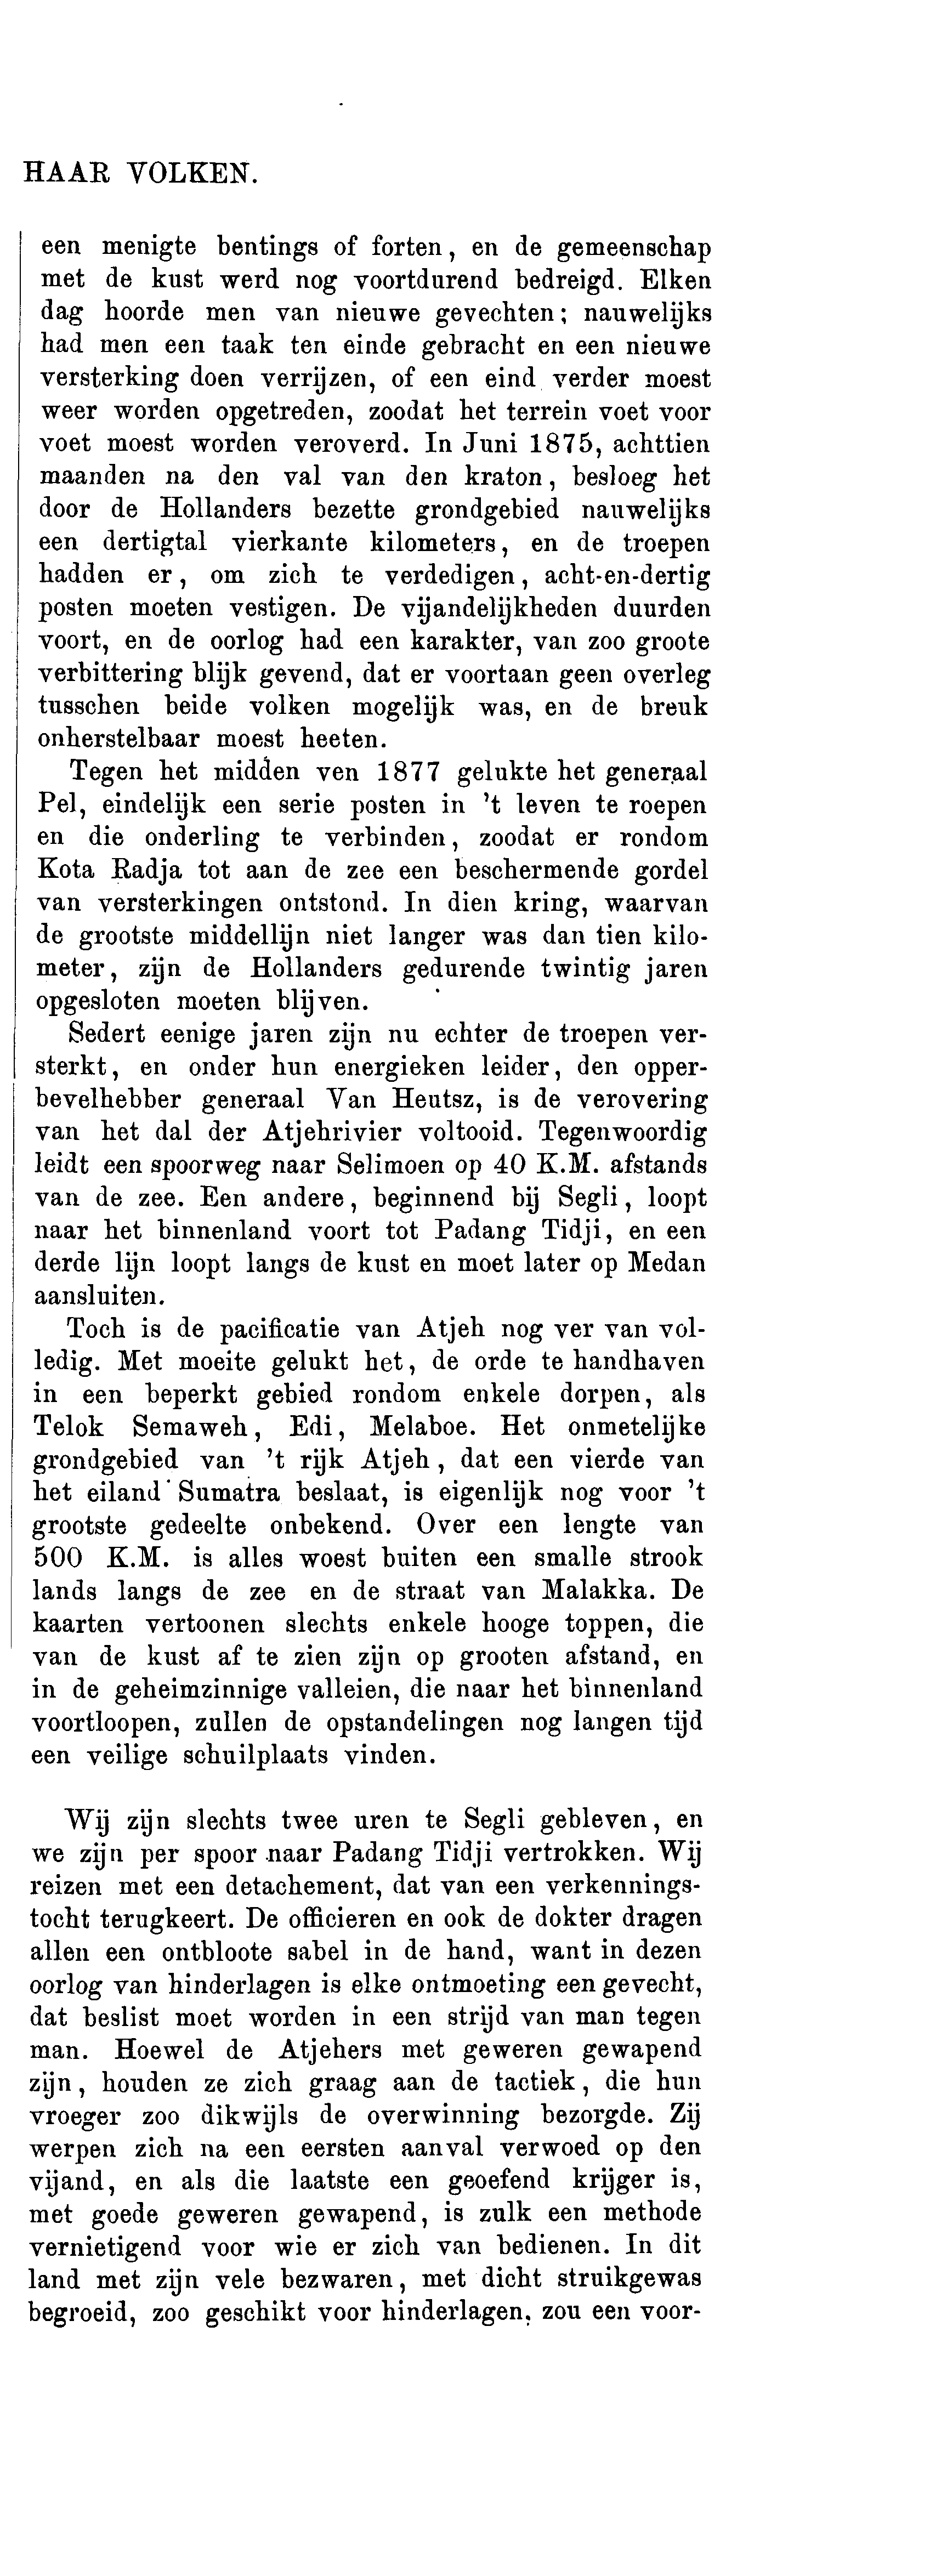 HAAR VOLKEN.
een menigte bentings of forten, en de gemeenschap
met de kust werd nog voortdurend bedreigd. Elken
dag hoorde men van nieuwe gevechten; nauwelijks
had men een taak ten einde gebracht en een nieuwe
versterking doen verrijzen, of een eind verder moest
weer worden opgetreden, zoodat het terrein voet voor
voet moest worden veroverd. In Juni 1875, achttien
maanden na den val van den kraton, besloeg het
door de Hollanders bezette grondgebied nauwelijks
een dertigtal vierkante kilometers, en de troepen
hadden er, om zich te verdedigen, acht-en-dertig
posten moeten vestigen. De vijandelijkheden duurden
voort, en de oorlog had een karakter, van zoo groote
verbittering blijk gevend, dat er voortaan geen overleg
tusschen beide volken mogelijk was, en de breuk
onherstelbaar moest heeten.
Tegen het midden ven 1877 gelukte het generaal
Pel, eindelijk een serie posten in 't leven te roepen
en die onderling te verbinden, zoodat er rondom
Kota Radja tot aan de zee een beschermende gordel
van versterkingen ontstond. In dien kring, waarvan
de grootste middellijn niet langer was dan tien kilo-
meter, zijn de Hollanders gedurende twintig jaren
opgesloten moeten blijven.
Sedert eenige jaren zijn nu echter de troepen ver-
sterkt, en onder hun energieken leider, den opper-
bevelhebber generaal Van Heutsz, is de verovering
van het dal der Atjehrivier voltooid. Tegenwoordig
leidt een spoorweg naar Selimoen op 40 K.M. afstands
van de zee. Een andere, beginnend bij Segli, loopt
naar het binnenland voort tot Padang Tidji, en een
derde lijn loopt langs de kust en moet later op Medan
aansluiten.
Toch is de pacificatie van Atjeh nog ver van vol-
ledig. Met moeite gelukt het, de orde te handhaven
in een beperkt gebied rondom enkele dorpen, als
Telok Semaweh, Edi, Melaboe. Het onmetelijke
grondgebied van 't rijk Atjeh, dat een vierde van
het eiland Sumatra beslaat, is eigenlijk nog voor 't
grootste gedeelte onbekend. Over een lengte van
500 K.M. is alles woest buiten een smalle strook
lands langs de zee en de straat van Malakka. De
kaarten vertoonen slechts enkele hooge toppen, die
van de kust af te zien zijn op grooten afstand, en
in de geheimzinnige valleien, die naar het binnenland
voortloopen, zullen de opstandelingen nog langen tijd
een veilige schuilplaats vinden.
Wij zijn slechts twee uren te Segli gebleven, en
we zijn per spoor naar Padang Tidji vertrokken. Wij
reizen met een detachement, dat van een verkennings-
tocht terugkeert. De officieren en ook de dokter dragen
allen een ontbloote sabel in de hand, want in dezen
oorlog van hinderlagen is elke ontmoeting een gevecht,
dat beslist moet worden in een strijd van man tegen
man. Hoewel de Atjehers met geweren gewapend
zijn, houden ze zich graag aan de tactiek, die hun
vroeger zoo dikwijls de overwinning bezorgde. Zij
werpen zich na een eersten aanval verwoed op den
vijand, en als die laatste een geoefend krijger is,
met goede geweren gewapend, is zulk een methode
vernietigend voor wie er zich van bedienen. In dit
land met zijn vele bezwaren, met dicht struikgewas
begroeid, zoo geschikt voor hinderlagen, zou een voor-